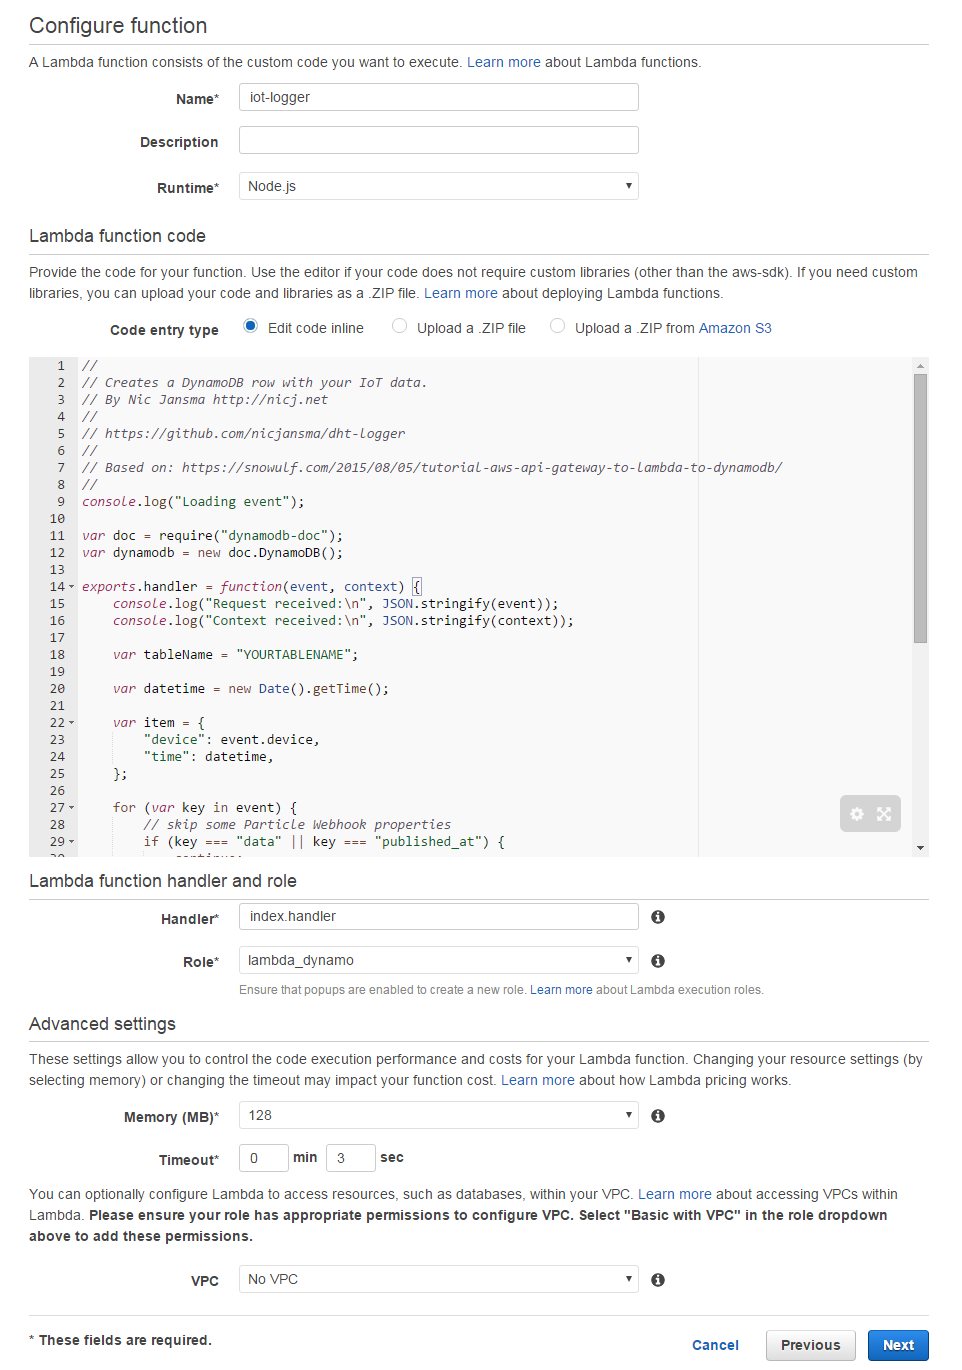 Configure function
A Lambda function consists of the custom code you want to execute. Learn more about Lambda functions.
Name* iot-logger
Description
Runtime* Node.js
Lambda function code
Provide the code for your function. Use the editor if your code does not require custom libraries (other than the aws-sdk). If you need custom
libraries, you can upload your code and libraries as a .ZIP file. Learn more about deploying Lambda functions.
Code entry type Edit code inline Upload a .ZIP file Upload a .ZIP from Amazon S3
1 //
2 // Creates a DynamoDB row with your IoT data.
3 // By Nic Jansma http://nicj.net
4 //
5 // https://github.com/nicjansma/dht-logger
6 //
7 // Based on: https://snowulf.com/2015/08/05/tutorial-aws-api-gateway-to-lambda-to-dynamodb/
8 //
9 console.log("Loading event");
10
11 var doc = require("dynamodb-doc");
12 var dynamodb = new doc.DynamoDB();
13
14 exports.handler = function(event, context) {
15 console.log("Request received:\n", JSON.stringify(event));
16 console.log("Context received:\n", JSON.stringify(context));
17
18 var tableName = "YOURTABLENAME";
19
20 var datetime = new Date().getTime();
21
22 var item = {
23 "device": event.device,
24 "time": datetime,
25 };
26
27 for (var key in event) {
28 // skip some Particle Webhook properties
29 if (key === "data" || key === "published_at") {
Lambda function handler and role
Handler* index.handler
Role* lambda_dynamo
Ensure that popups are enabled to create a new role. Learn more about Lambda execution roles.
Advanced settings
These settings allow you to control the code execution performance and costs for your Lambda function. Changing your resource settings (by
selecting memory) or changing the timeout may impact your function cost. Learn more about how Lambda pricing works.
Memory (MB)* 128
Timeout* 0 min 3 sec
You can optionally configure Lambda to access resources, such as databases, within your VPC. Learn more about accessing VPCs within
Lambda. Please ensure your role has appropriate permissions to configure VPC. Select "Basic with VPC" in the role dropdown
above to add these permissions.
VPC No VPC
* These fields are required.
Cancel Previous Next